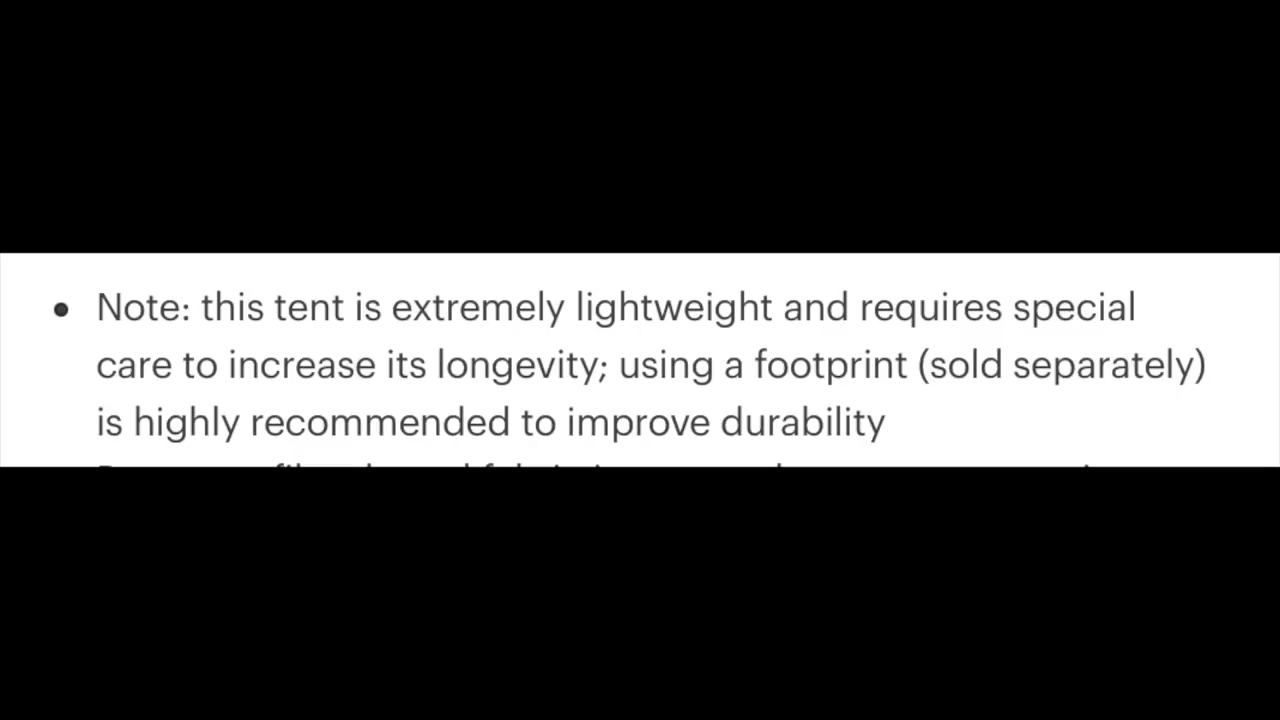 • Note: this tent is extremely lightweight and requires special
care to increase its longevity; using a footprint (sold separately)
is highly recommended to improve durability